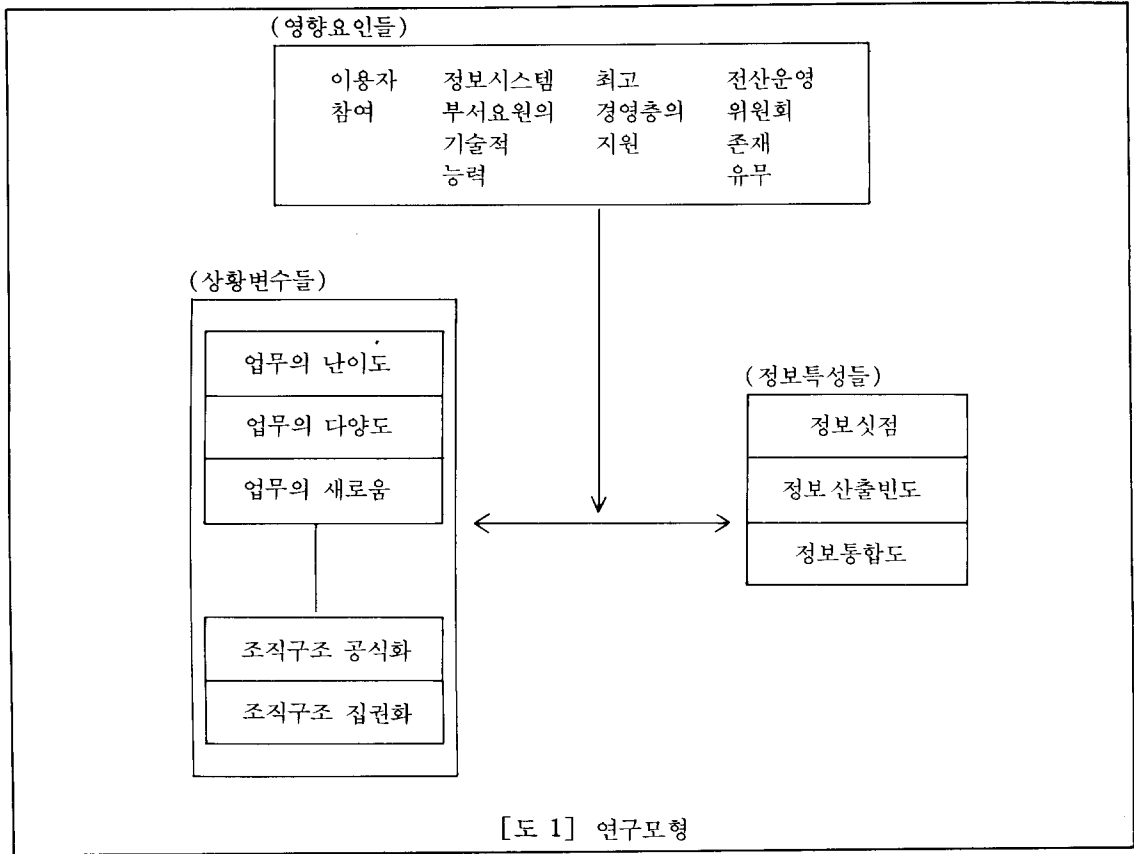 (영향요인들)
이용자 정보시스템 최고 전산운영
참여 부서요원의 경영층의 위원회
기술적 지원 존재
능력 유무
(상황변수들)
업무의 난이도
업무의 다양도
업무의 새로움
조직구조 공식화
조직구조 집권화
(정보특성들)
정보싯점
정보산출빈도
정보통합도
[도 1] 연구모형